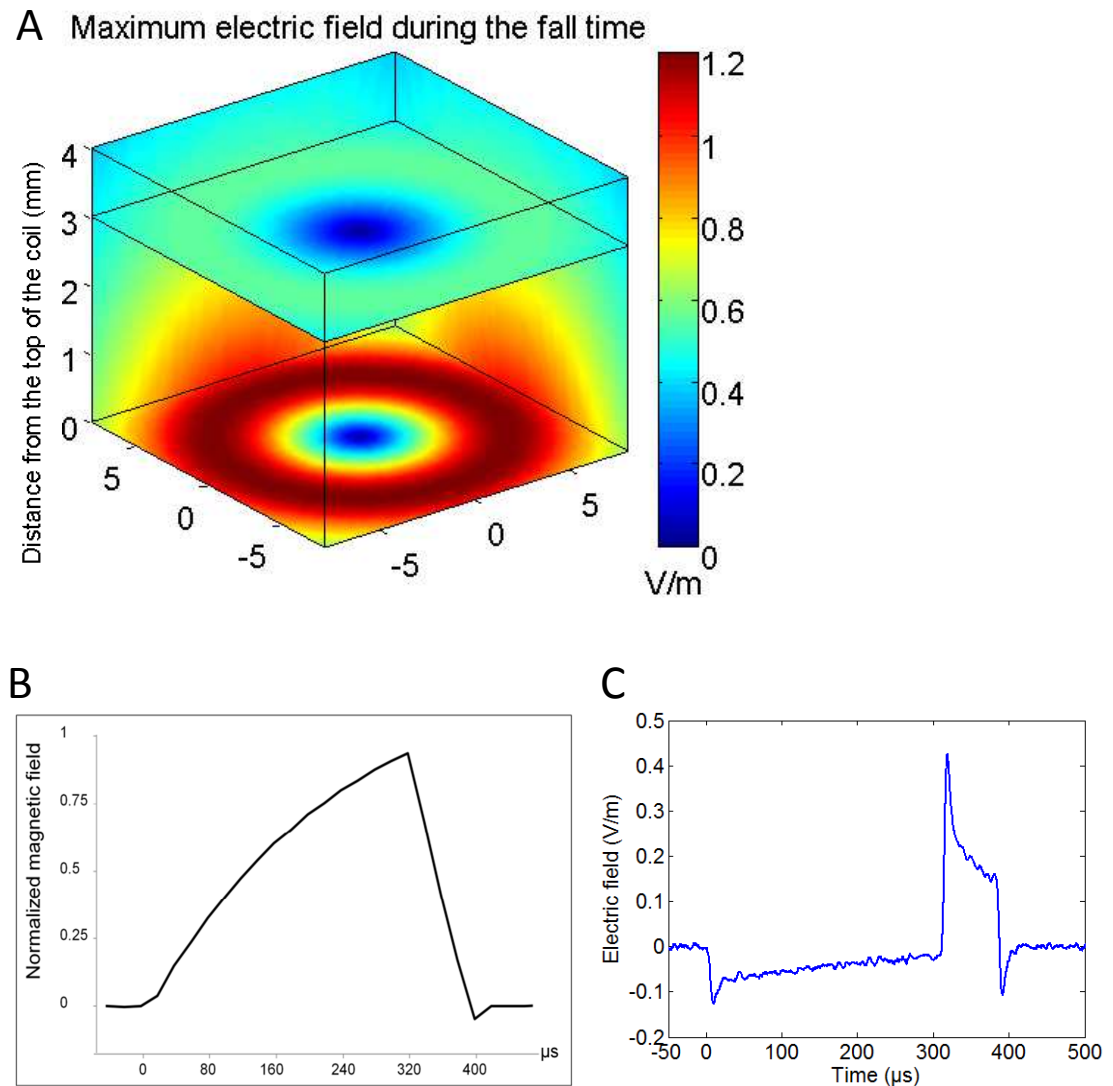 A Maximum electric field during the fall time
Distance from the top of the coil (mm)
4
3
2
1
0
5
0
-5
-5
0
5
1.2
1
0.8
0.6
0.4
0.2
0
V/m
B
Normalized magnetic field
1
0.75
0.5
0.25
0
0 80 160 240 320 400
µs
C
Electric field (V/m)
0.5
0.4
0.3
0.2
0.1
0
-0.1
-0.2
-50 0 100 200 300 400 500
Time (µs)